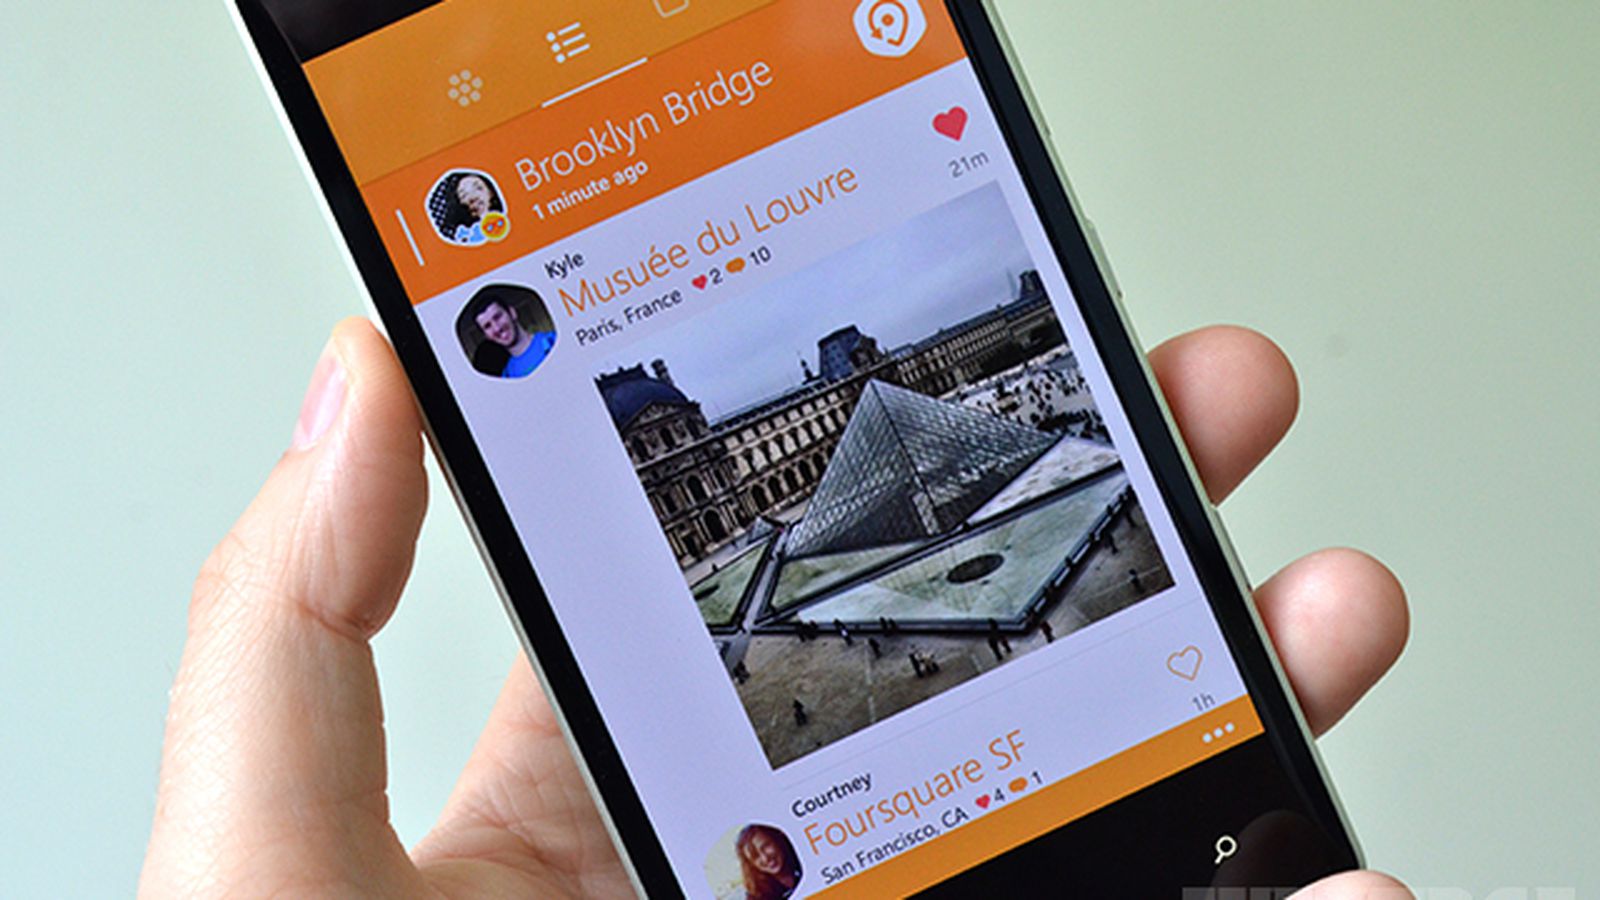 Brooklyn Bridge
1 minute ago
21m
Kyle
Musuée du Louvre
Paris, France 2 10
1h
Courtney
Foursquare SF
San Francisco, CA 4 1